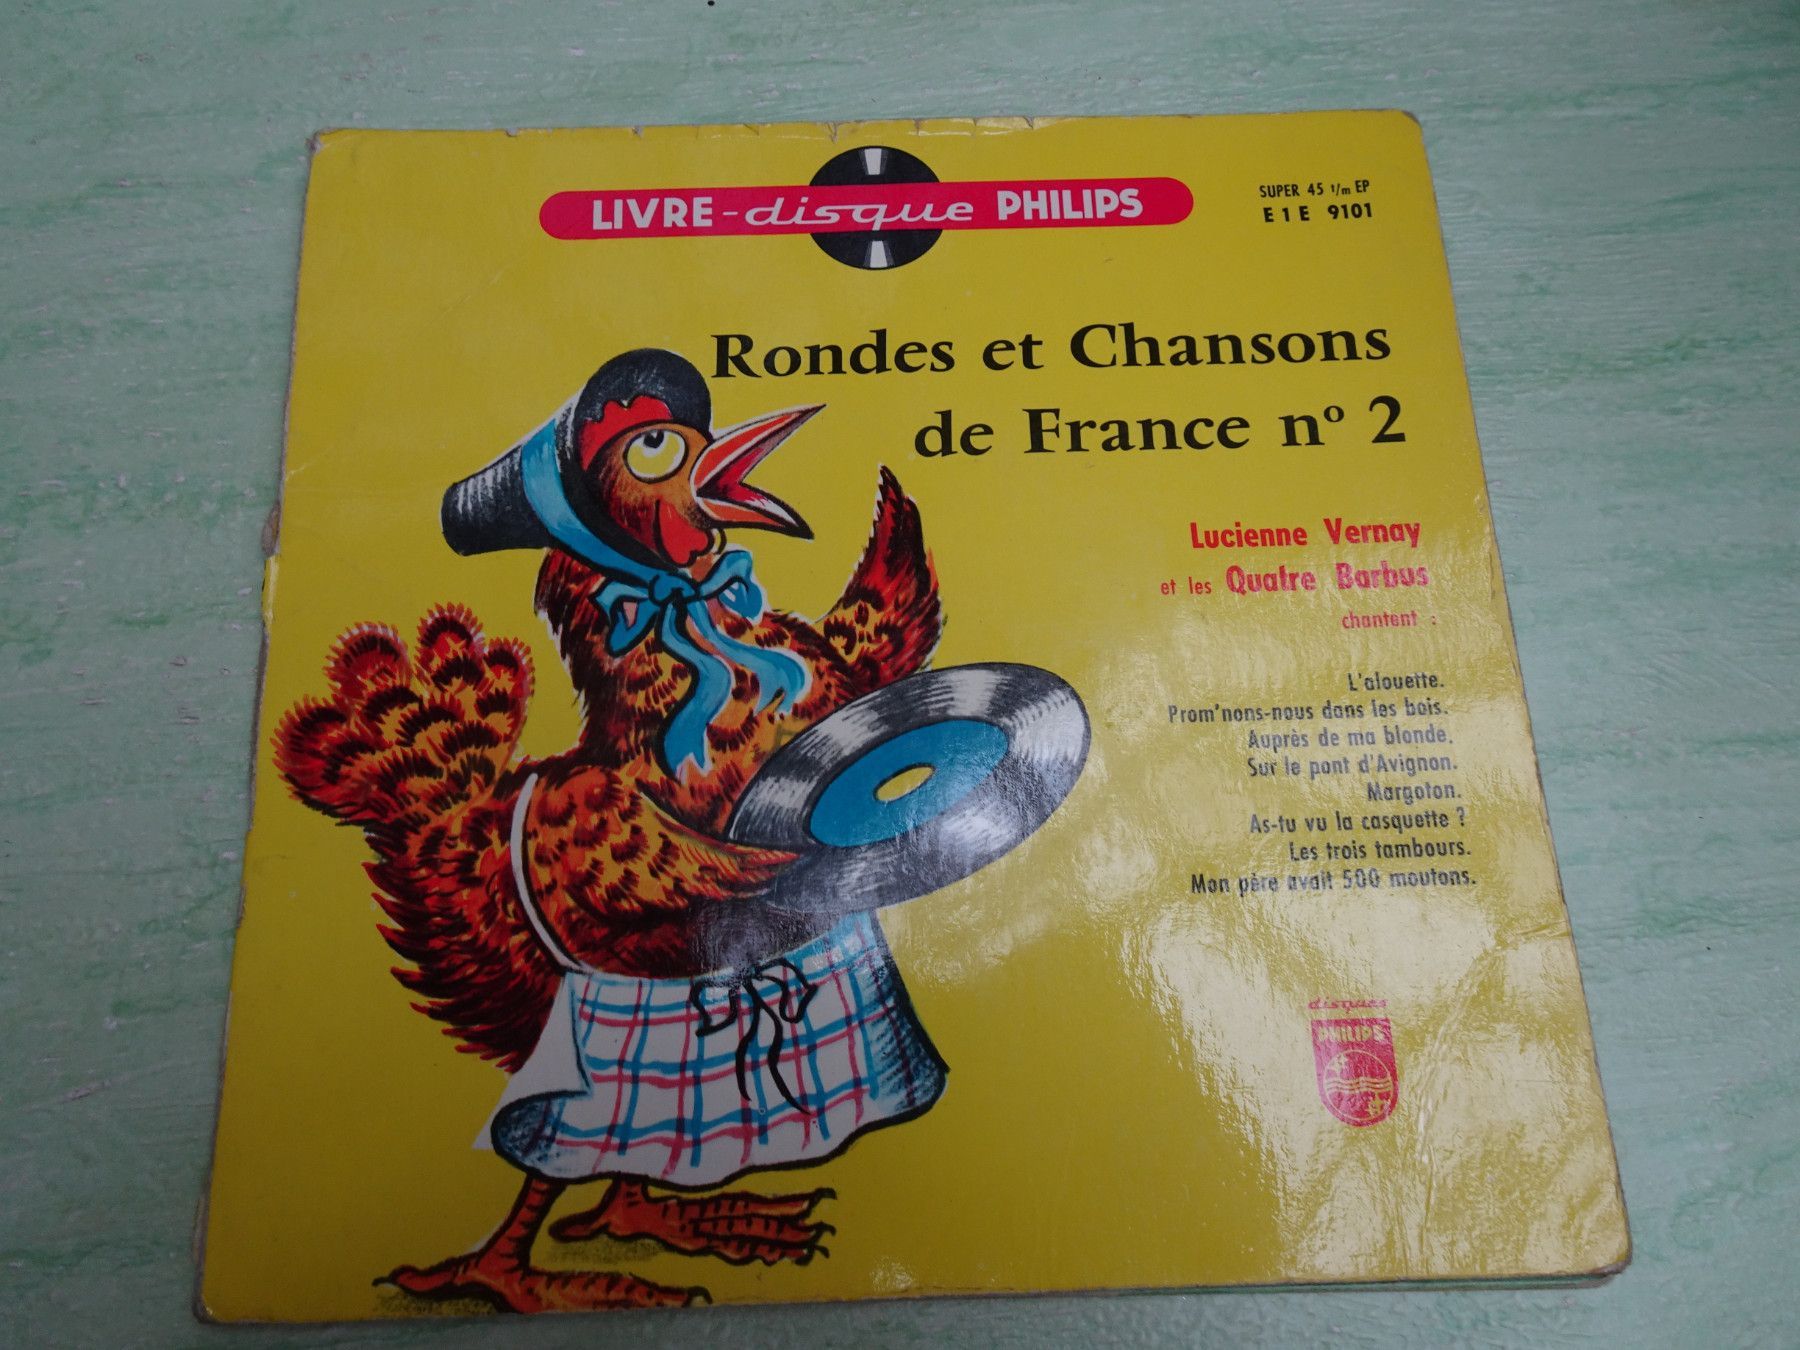 LIVRE-disque PHILIPS
SUPER 45 t/m EP
E 1 E 9101
Rondes et Chansons
de France nº 2
Lucienne Vernay
et les Quatre Barbus
chantent :
L'alouette.
Prom'nons-nous dans les bois.
Auprès de ma blonde.
Sur le pont d'Avignon.
Margoton.
As-tu vu la casquette ?
Les trois tambours.
Mon père avait 500 moutons.
disques
PHILIPS